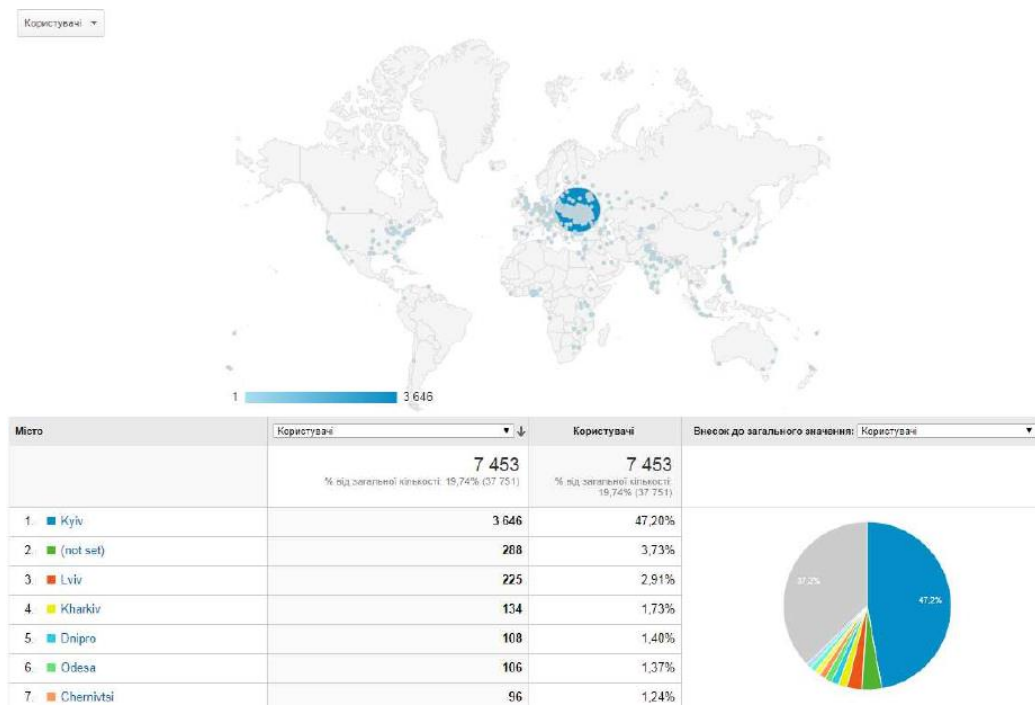 Користувачі
1 3 646
Місто Користувачі Користувачі Внесок до загального значення: Користувачі
7 453 7 453
% від загальної кількості: 19,74% (37 751) % від загальної кількості:
19,74% (37 751)
1. Kyiv 3 646 47,20%
2. (not set) 288 3,73%
3. Lviv 225 2,91%
4. Kharkiv 134 1,73%
5. Dnipro 108 1,40%
6. Odesa 106 1,37%
7. Chernivtsi 96 1,24%
37,2%
47,2%